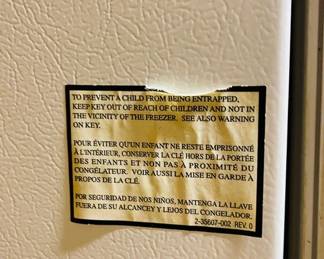 TO PREVENT A CHILD FROM BEING ENTRAPPED,
KEEP KEY OUT OF REACH OF CHILDREN AND NOT IN
THE VICINITY OF THE FREEZER. SEE ALSO WARNING
ON KEY.
POUR ÉVITER QU'UN ENFANT NE RESTE EMPRISONNÉ
À L'INTÉRIEUR, CONSERVER LA CLÉ HORS DE LA PORTÉE
DES ENFANTS ET NON PAS À PROXIMITÉ DU
CONGÉLATEUR. VOIR AUSSI LA MISE EN GARDE À
PROPOS DE LA CLÉ.
POR SEGURIDAD DE NOS NIÑOS, MANTENGA LA LLAVE
FUERA DE SU ALCANCEY Y LEJOS DEL CONGELADOR.
2-35607-002 REV. 0